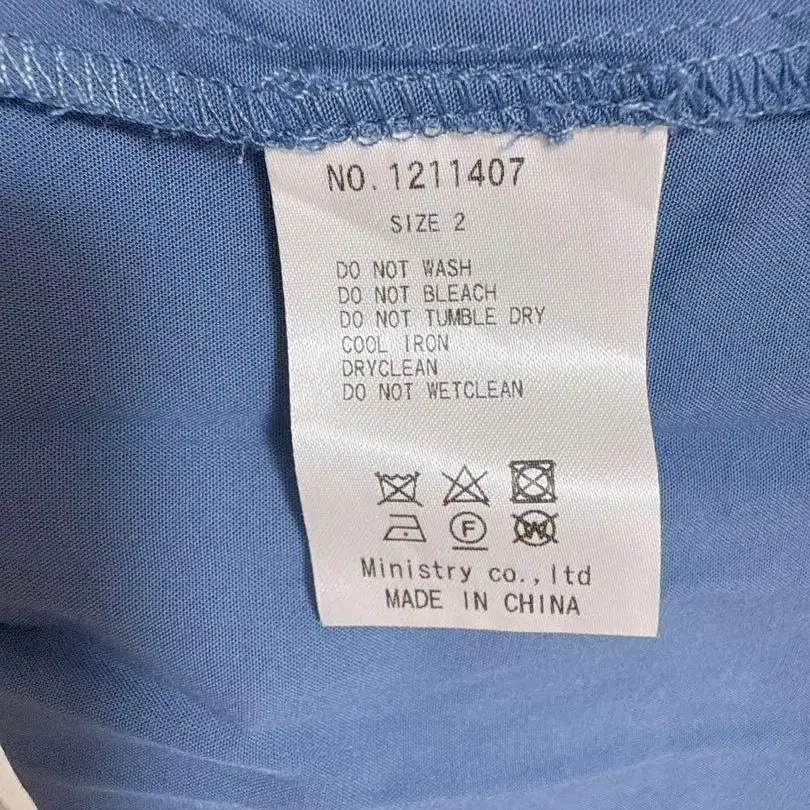 NO. 1211407
SIZE 2
DO NOT WASH
DO NOT BLEACH
DO NOT TUMBLE DRY
COOL IRON
DRYCLEAN
DO NOT WETCLEAN
F W
Ministry co.,ltd
MADE IN CHINA